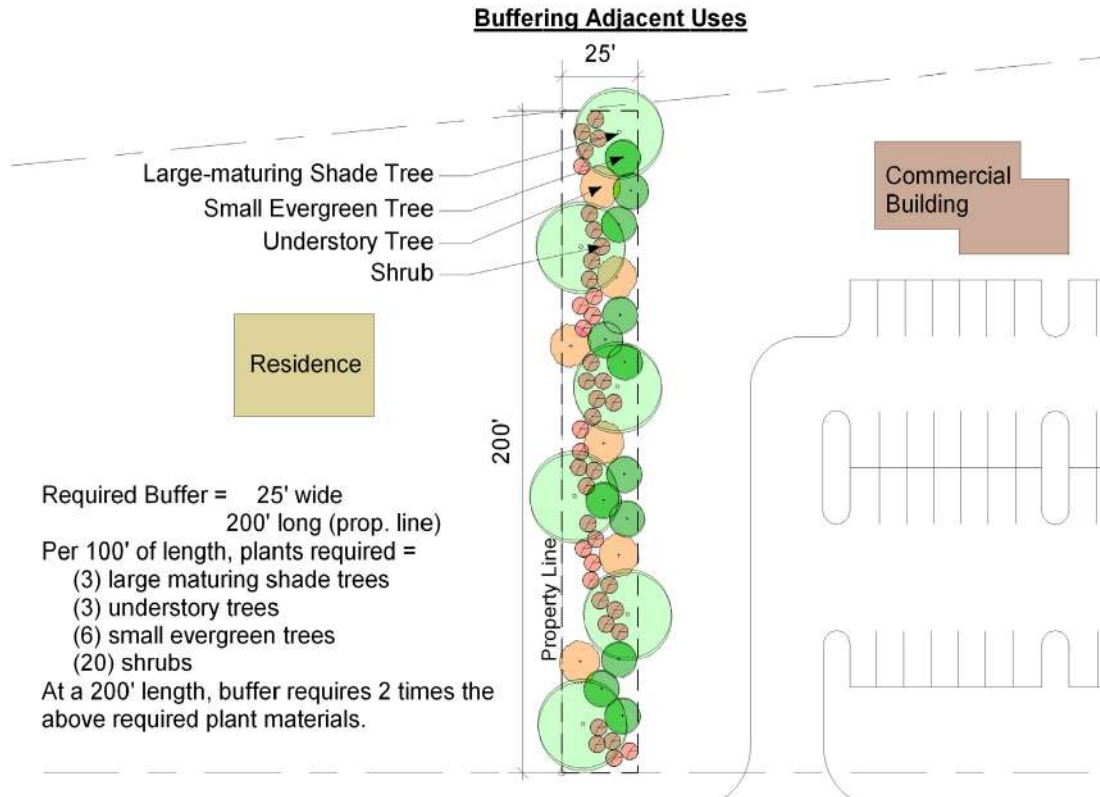 Buffering Adjacent Uses
25'
Large-maturing Shade Tree
Small Evergreen Tree
Understory Tree
Shrub
Commercial
Building
Residence
200'
Property Line
Required Buffer = 25' wide
200' long (prop. line)
Per 100' of length, plants required =
(3) large maturing shade trees
(3) understory trees
(6) small evergreen trees
(20) shrubs
At a 200' length, buffer requires 2 times the
above required plant materials.